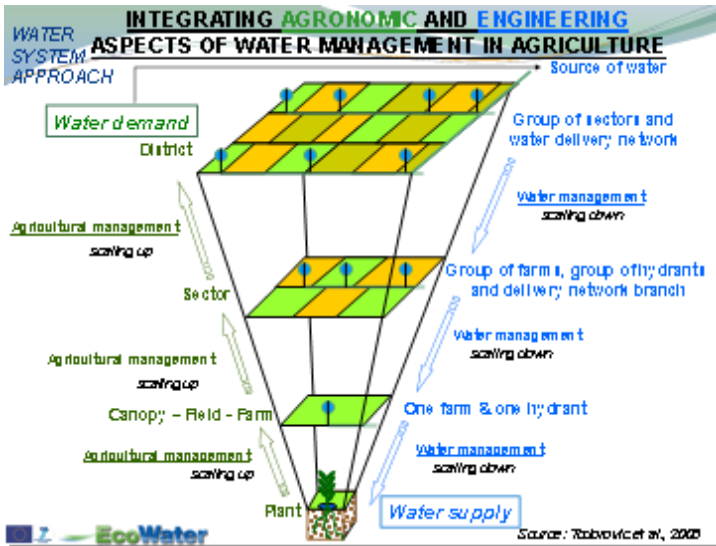 WATER
SYSTEM
APPROACH
INTEGRATING AGRONOMIC AND ENGINEERING
ASPECTS OF WATER MANAGEMENT IN AGRICULTURE
Source of water
Water demand
District
Group of sectors and
water delivery network
Agricultural management
scaling up
Water management
scaling down
Sector
Group of farms, group of hydrants
and delivery network branch
Agricultural management
scaling up
Water management
scaling down
Canopy – Field - Farm
One farm & one hydrant
Agricultural management
scaling up
Water management
scaling down
Plant
Water supply
EcoWater
Source: et al.,